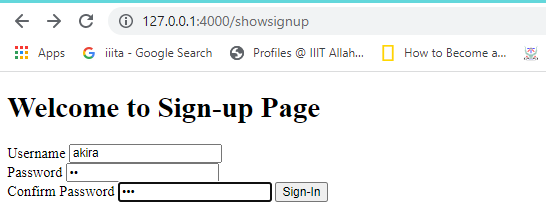 127.0.0.1:4000/showsignup
Apps iiita - Google Search Profiles @ IIIT Allah... How to Become a...
Welcome to Sign-up Page
Username akira
Password ••
Confirm Password ••• Sign-In